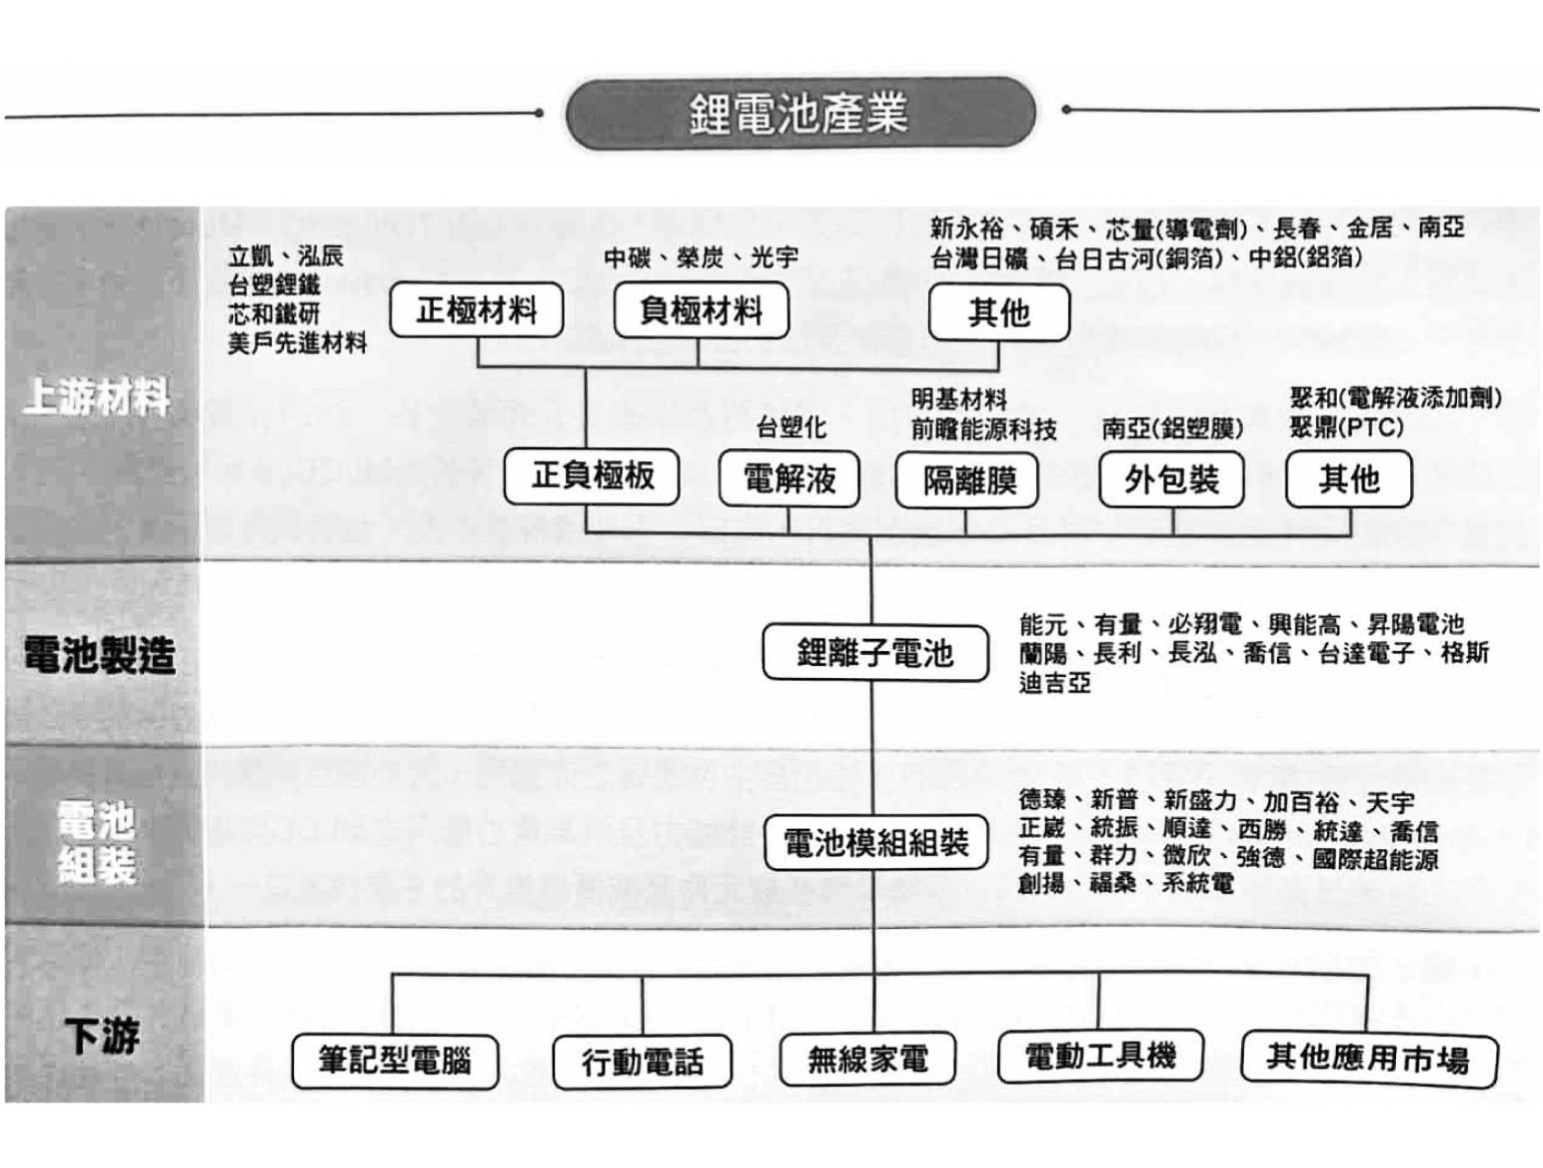 鋰電池產業
上游材料
立凱、泓辰
台塑鋰鐵
芯和鐵研
美戶先進材料
正極材料
中碳、榮炭、光宇
負極材料
新永裕、碩禾、芯量(導電劑)、長春、金居、南亞
台灣日礦、台日古河(銅箔)、中鋁(鋁箔)
其他
正負極板
台塑化
電解液
明基材料
前瞻能源科技
隔離膜
南亞(鋁塑膜)
外包裝
聚和(電解液添加劑)
聚鼎(PTC)
其他
電池製造
鋰離子電池
能元、有量、必翔電、興能高、昇陽電池
蘭陽、長利、長泓、喬信、台達電子、格斯
迪吉亞
電池
組裝
電池模組組裝
德臻、新普、新盛力、加百裕、天宇
正崴、統振、順達、西勝、統達、喬信
有量、群力、微欣、強德、國際超能源
創揚、福桑、系統電
下游
筆記型電腦
行動電話
無線家電
電動工具機
其他應用市場